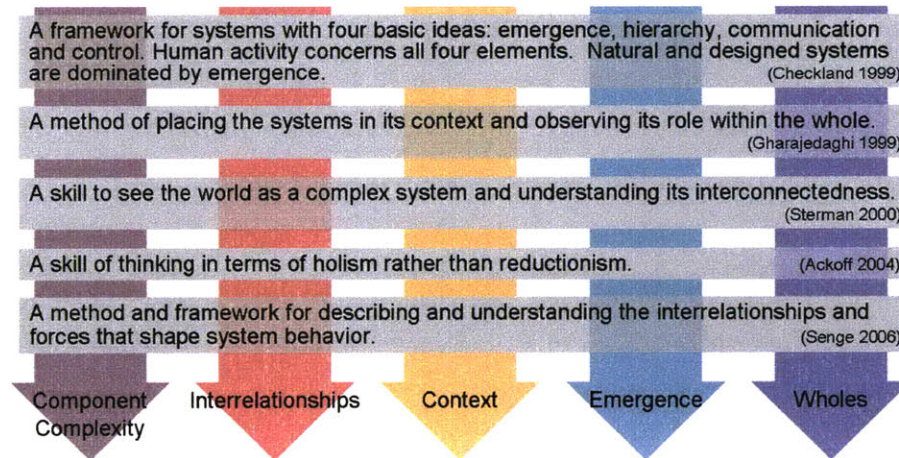 A framework for systems with four basic ideas: emergence, hierarchy, communication
and control. Human activity concerns all four elements. Natural and designed systems
are dominated by emergence. (Checkland 1999)
A method of placing the systems in its context and observing its role within the whole.
(Gharajedaghi 1999)
A skill to see the world as a complex system and understanding its interconnectedness.
(Sterman 2000)
A skill of thinking in terms of holism rather than reductionism. (Ackoff 2004)
A method and framework for describing and understanding the interrelationships and
forces that shape system behavior. (Senge 2006)
Component Interrelationships Context Emergence Wholes
Complexity